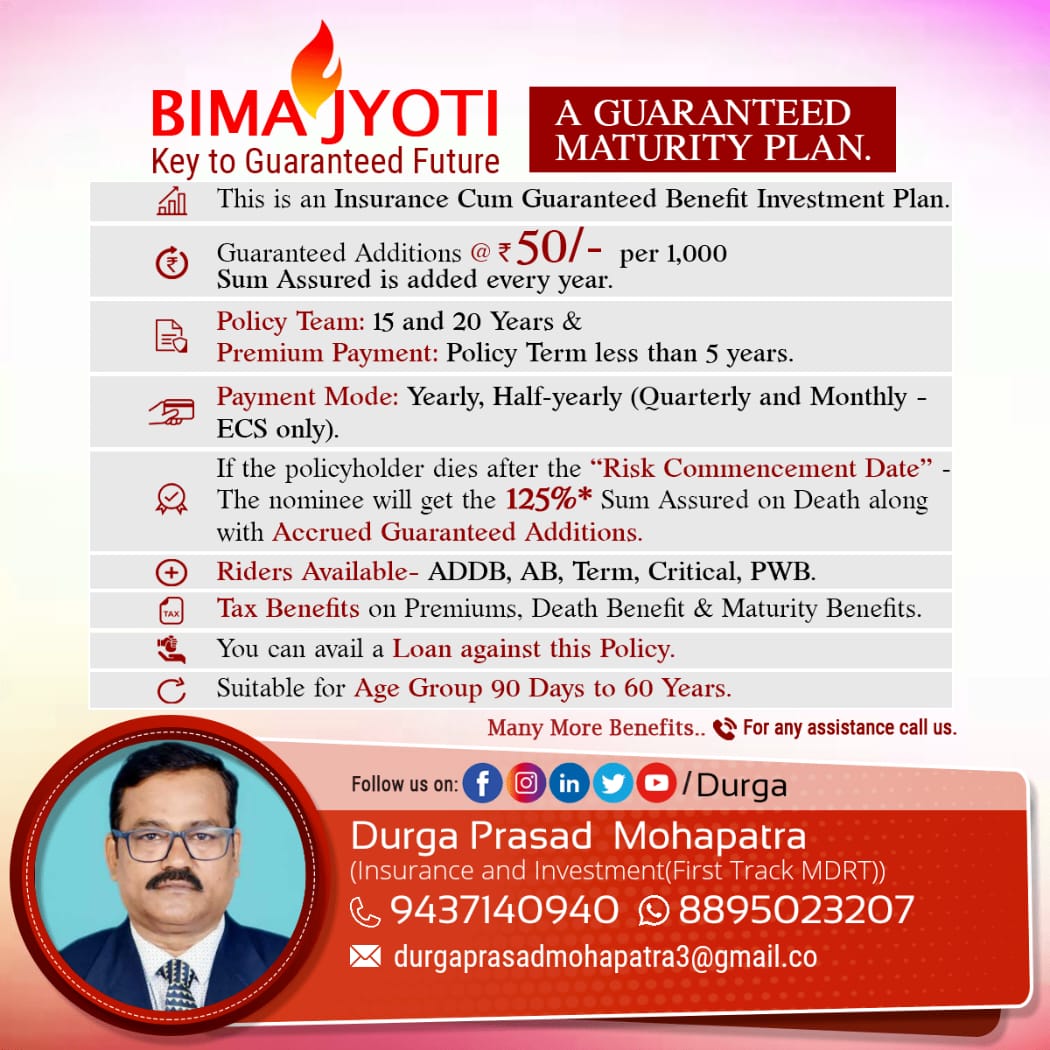 BIMA JYOTI
Key to Guaranteed Future
A GUARANTEED
MATURITY PLAN.
This is an Insurance Cum Guaranteed Benefit Investment Plan.
Guaranteed Additions @ ₹50/- per 1,000
Sum Assured is added every year.
Policy Team: 15 and 20 Years &
Premium Payment: Policy Term less than 5 years.
Payment Mode: Yearly, Half-yearly (Quarterly and Monthly -
ECS only).
If the policyholder dies after the “Risk Commencement Date” -
The nominee will get the 125%* Sum Assured on Death along
with Accrued Guaranteed Additions.
Riders Available- ADDB, AB, Term, Critical, PWB.
TAX
Tax Benefits on Premiums, Death Benefit & Maturity Benefits.
You can avail a Loan against this Policy.
Suitable for Age Group 90 Days to 60 Years.
Many More Benefits.. For any assistance call us.
Follow us on: /Durga
Durga Prasad Mohapatra
(Insurance and Investment(First Track MDRT))
9437140940 8895023207
durgaprasadmohapatra3@gmail.co